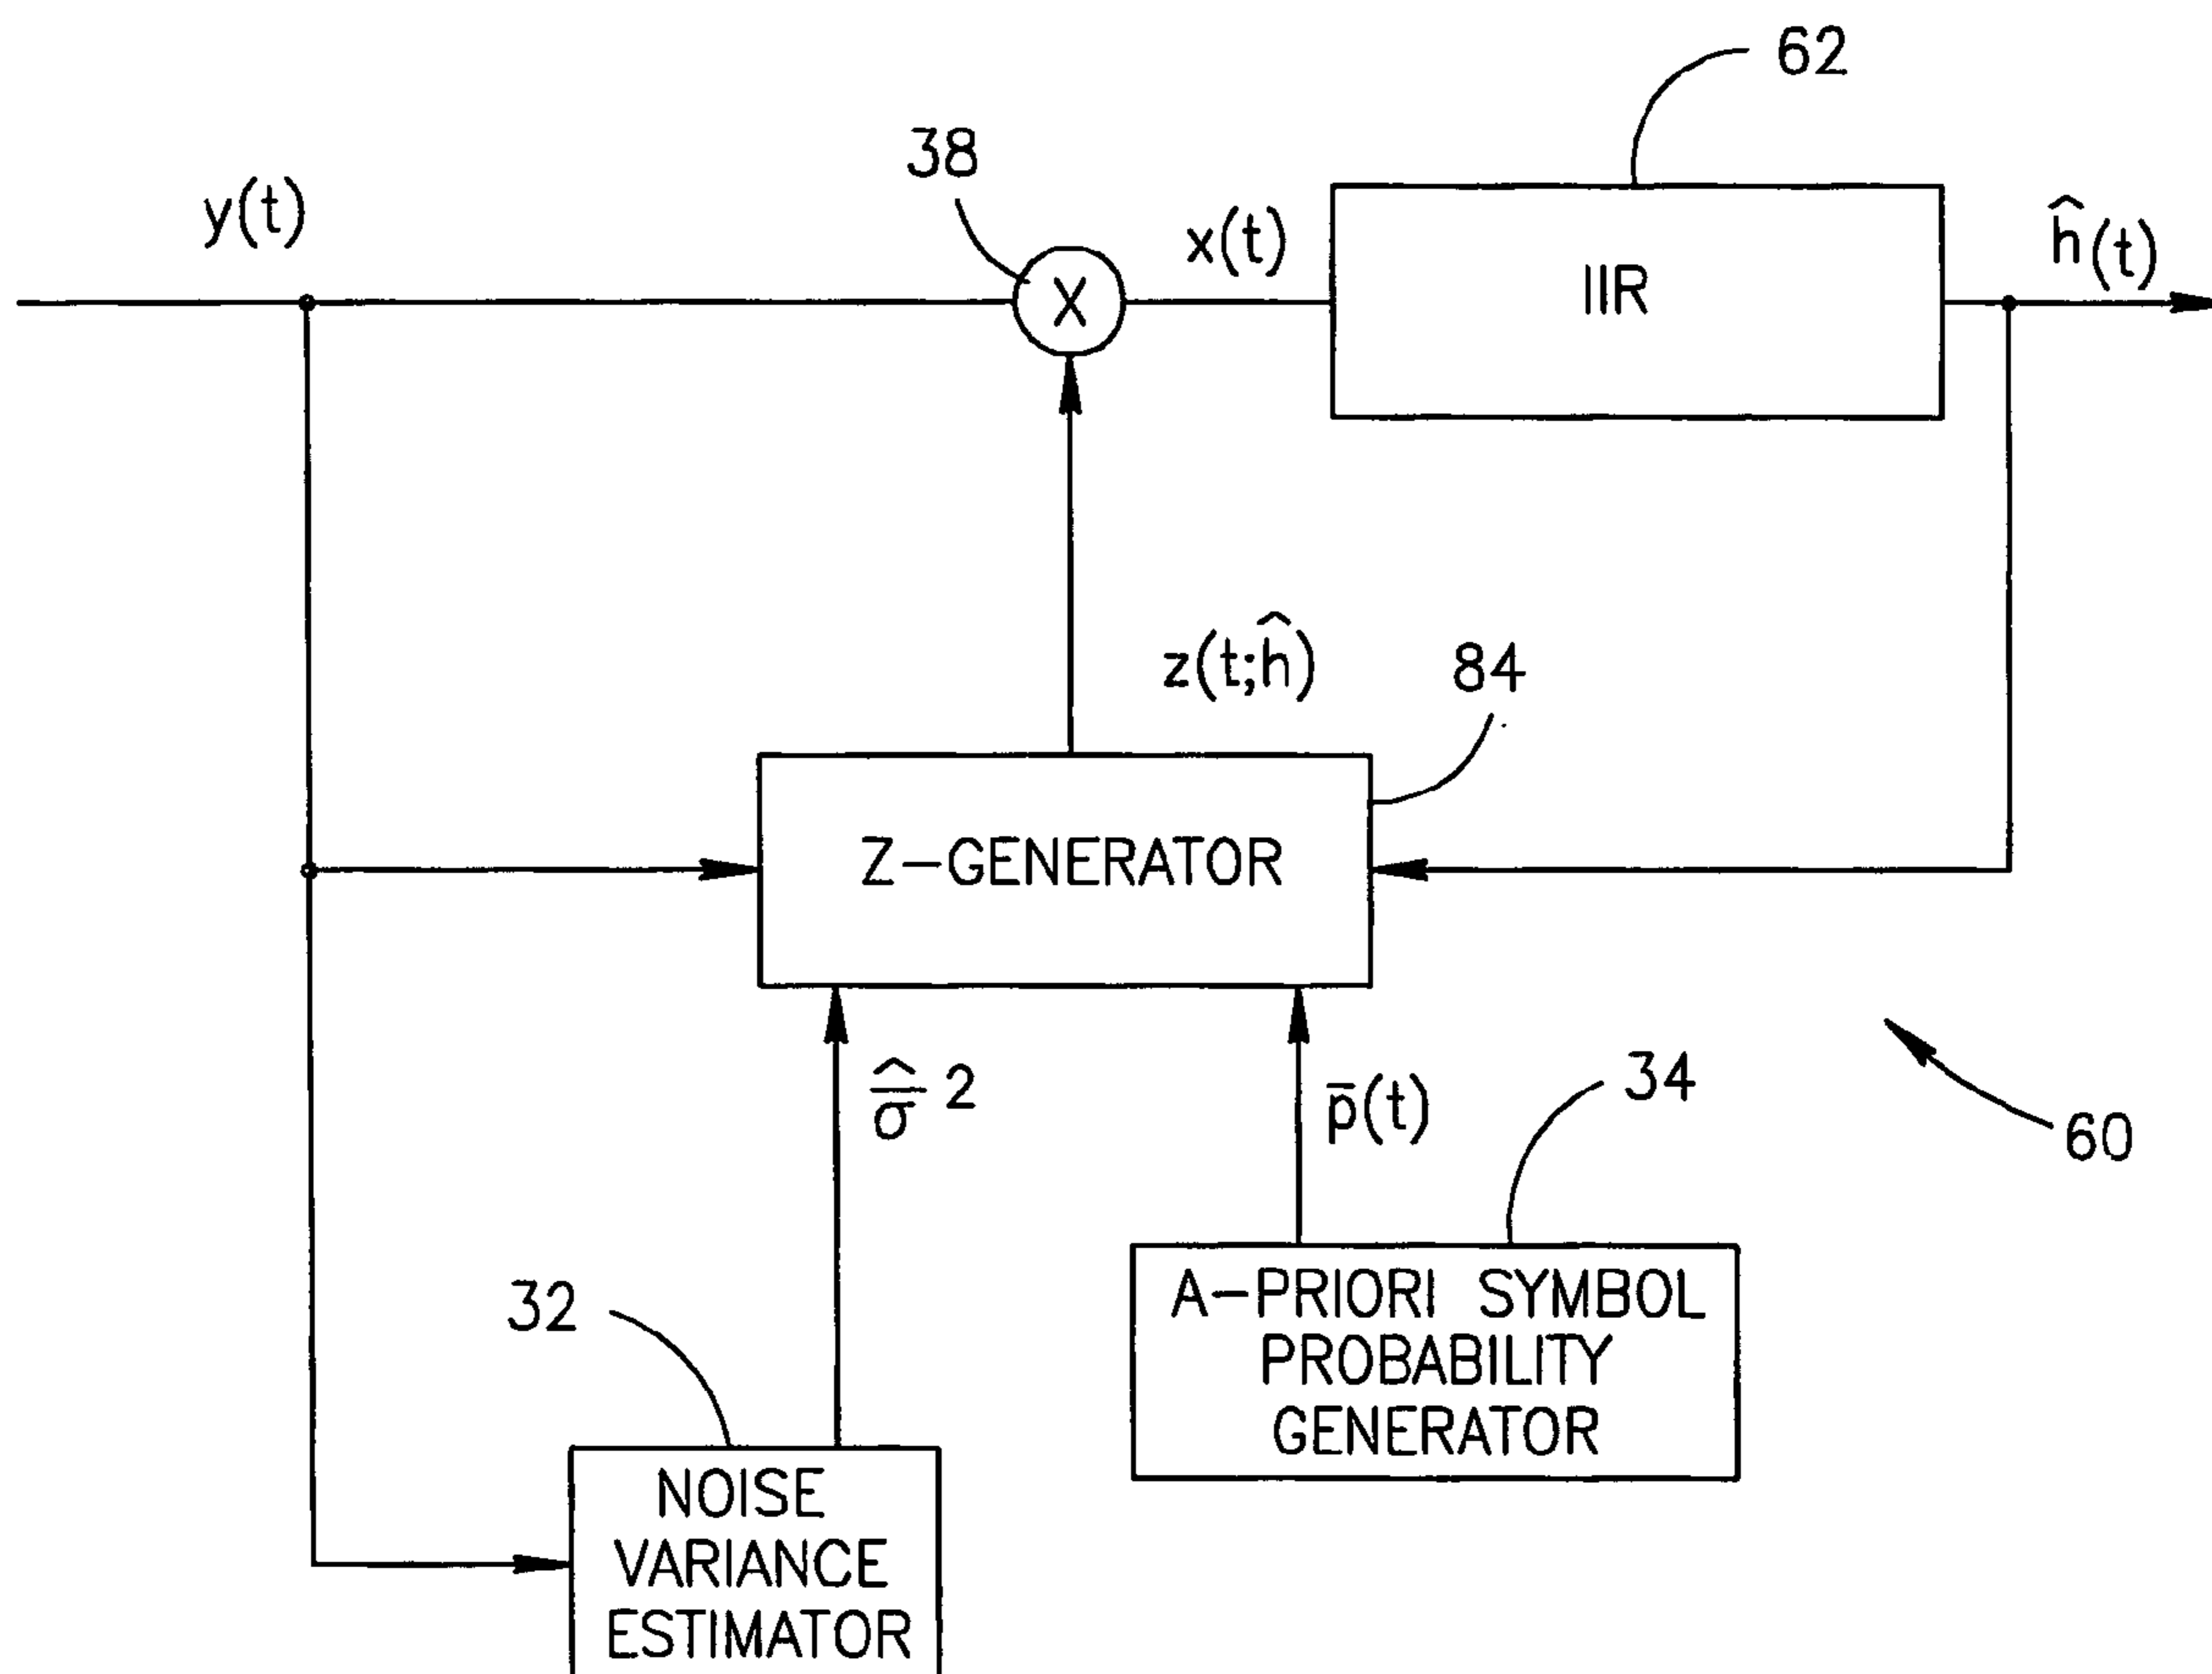 62
38
y(t)
x(t)
ĥ(t)
X
IIR
z(t;ĥ)
84
Z-GENERATOR
σ̅̂ 2
p̄(t)
34
60
32
A-PRIORI SYMBOL
PROBABILITY
GENERATOR
NOISE
VARIANCE
ESTIMATOR